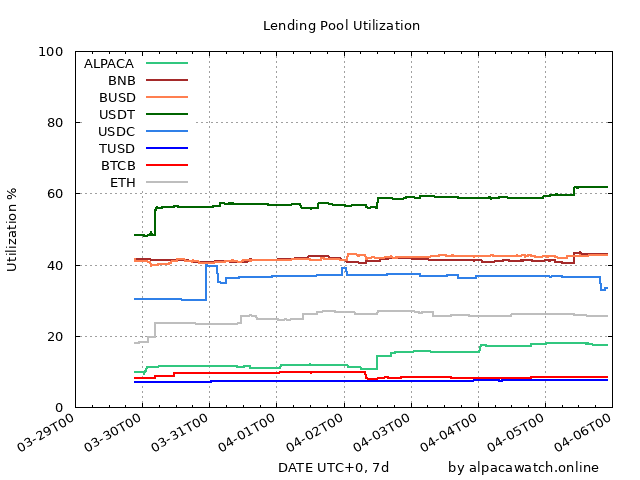 Lending Pool Utilization
100
80
60
40
20
0
Utilization %
ALPACA
BNB
BUSD
USDT
USDC
TUSD
BTCB
ETH
03-29T00
03-30T00
03-31T00
04-01T00
04-02T00
04-03T00
04-04T00
04-05T00
04-06T00
DATE UTC+0, 7d by alpacawatch.online